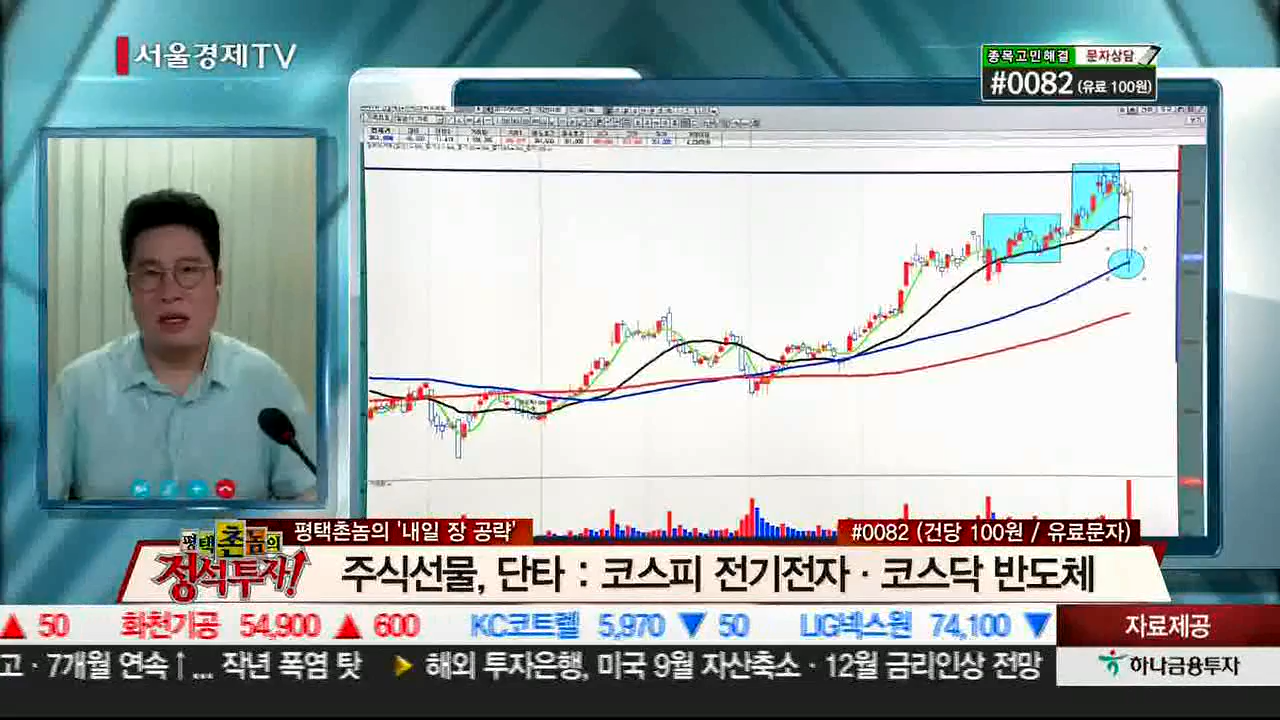 서울경제TV
종목고민해결 문자상담
#0082 (유료 100원)
평택촌놈의 '내일 장 공략'
#0082 (건당 100원 / 유료문자)
평택촌놈의
정석투자!
주식선물, 단타 : 코스피 전기전자 · 코스닥 반도체
▲ 50 화천기공 54,900 ▲ 600 KC코트렐 5,970 ▼ 50 LIG넥스원 74,100 ▼
자료제공
고 · 7개월 연속↑... 작년 폭염 탓 ▶ 해외 투자은행, 미국 9월 자산축소 · 12월 금리인상 전망
하나금융투자